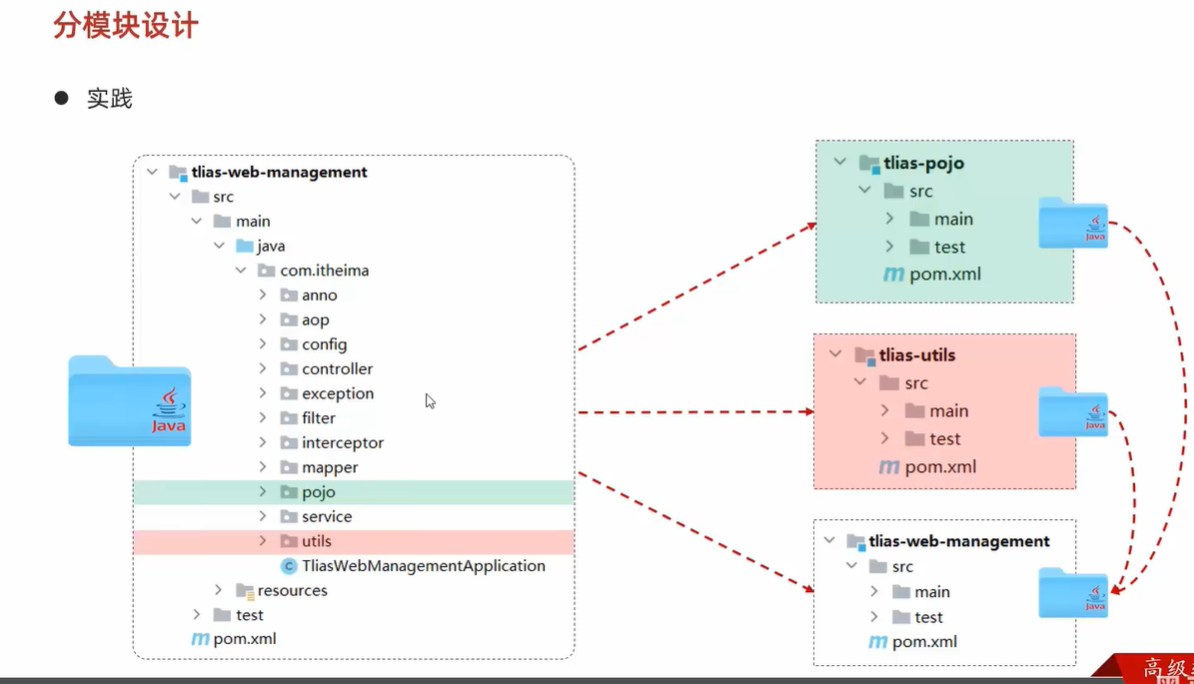 分模块设计
实践
tlias-web-management
src
main
java
com.itheima
anno
aop
config
controller
exception
filter
interceptor
mapper
pojo
service
utils
TliasWebManagementApplication
resources
test
pom.xml
Java
tlias-pojo
src
main
test
pom.xml
Java
tlias-utils
src
main
test
pom.xml
Java
tlias-web-management
src
main
test
pom.xml
Java
高级